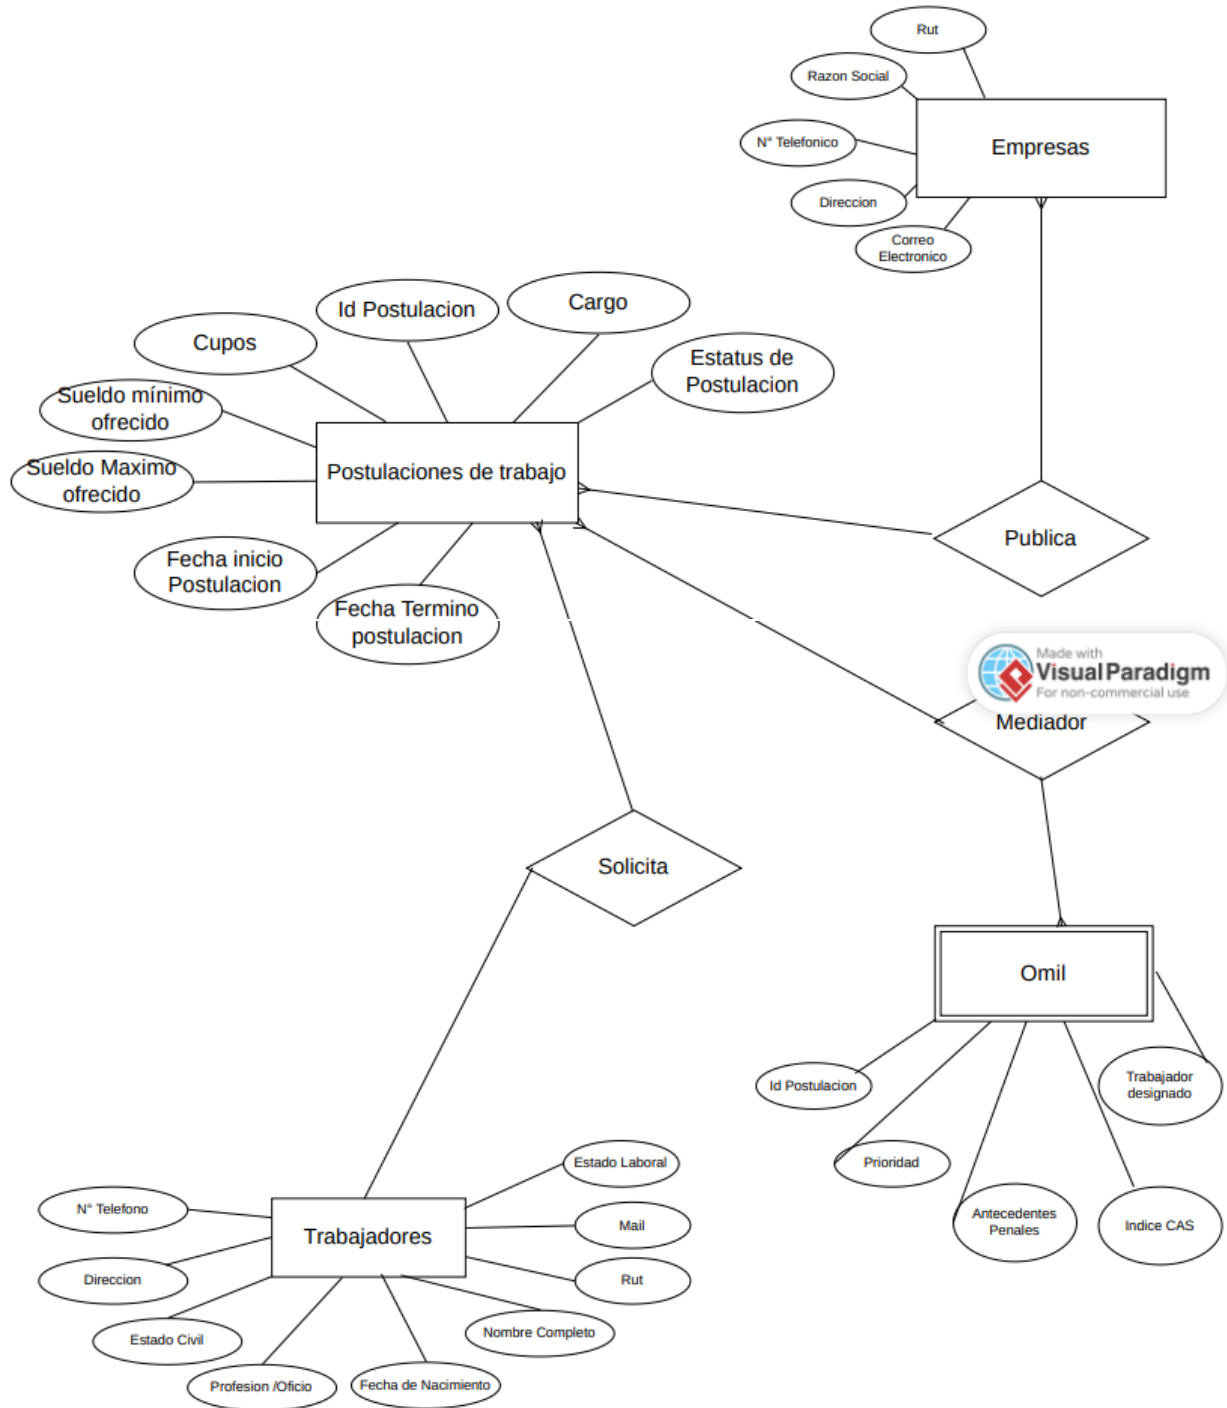 Rut
Razon Social
N° Telefonico
Empresas
Direccion
Correo
Electronico
Id Postulacion
Cargo
Cupos
Estatus de
Postulacion
Sueldo mínimo
ofrecido
Sueldo Maximo
ofrecido
Postulaciones de trabajo
Fecha inicio
Postulacion
Fecha Termino
postulacion
Publica
Made with
Visual Paradigm
For non-commercial use
Mediador
Solicita
Omil
Id Postulacion
Trabajador
designado
Prioridad
Antecedentes
Penales
Indice CAS
Estado Laboral
N° Telefono
Mail
Trabajadores
Direccion
Rut
Estado Civil
Nombre Completo
Profesion /Oficio
Fecha de Nacimiento